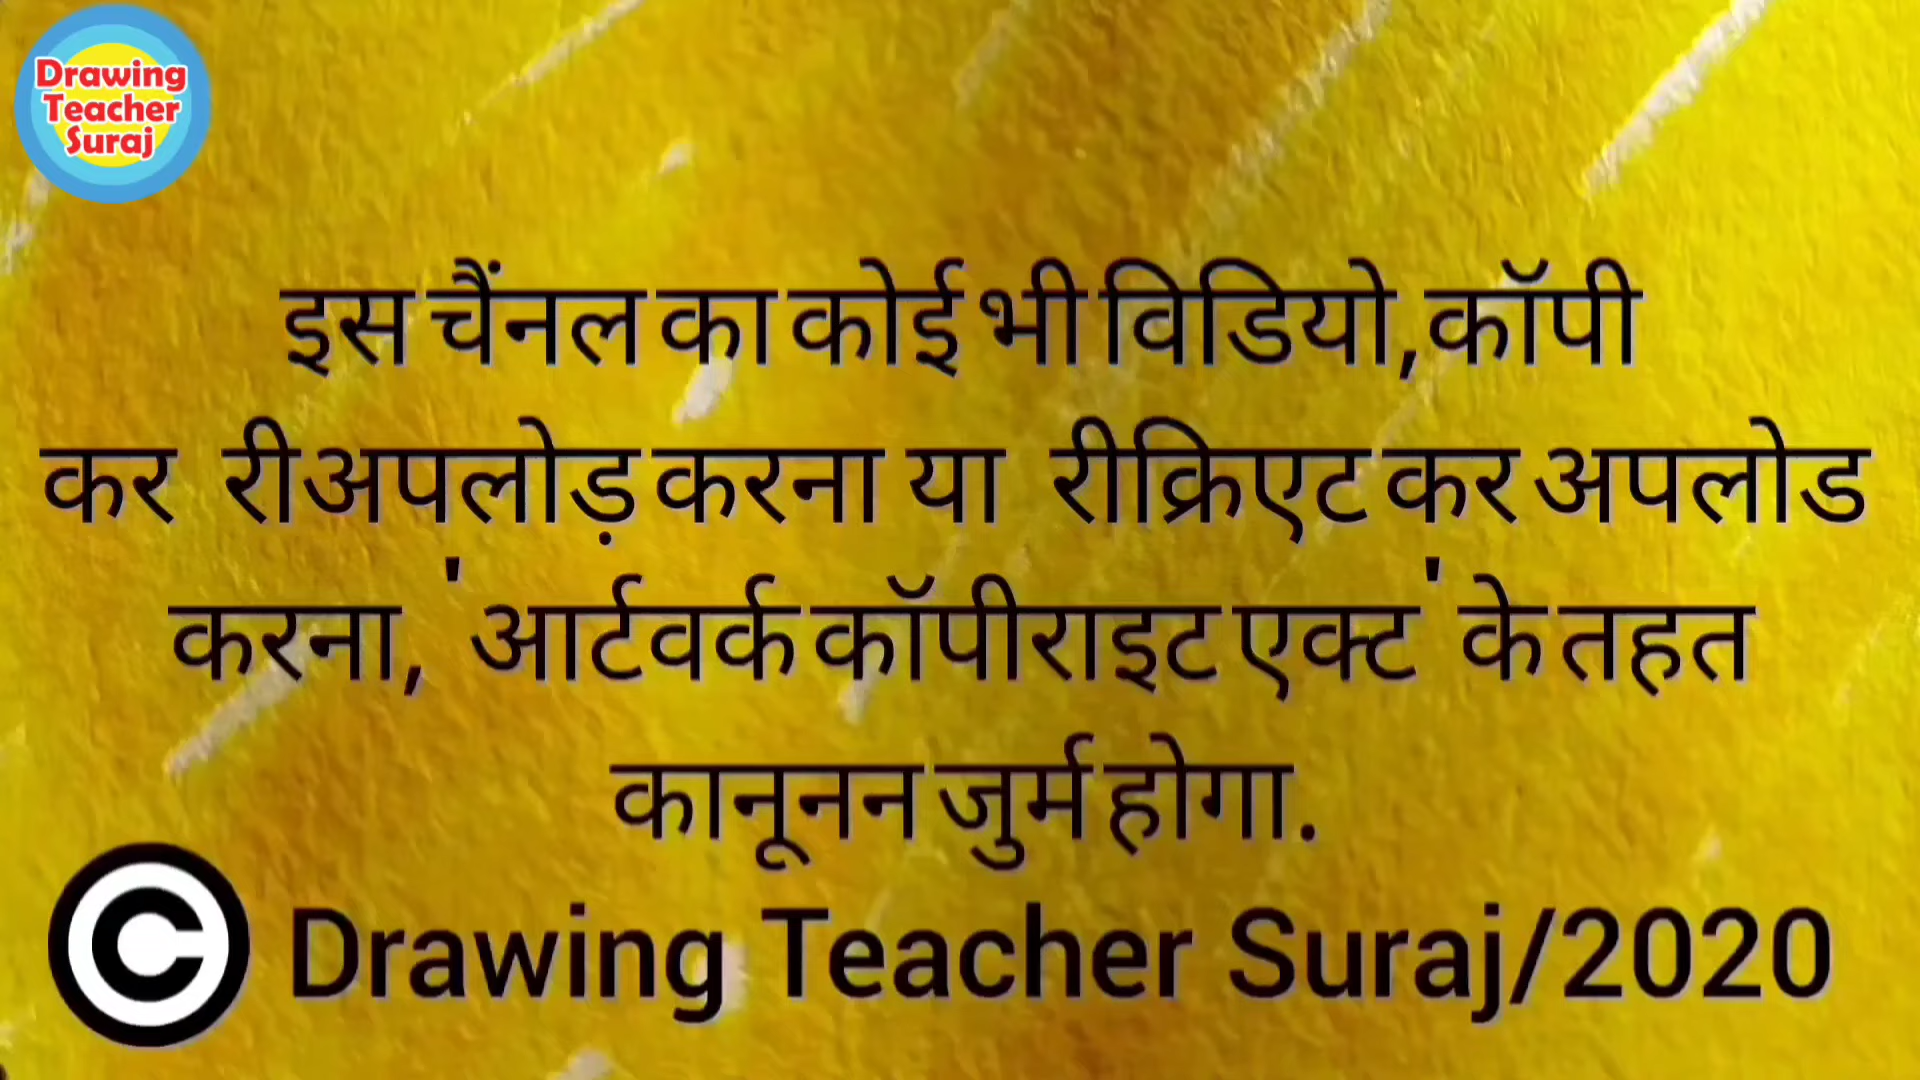 Drawing
Teacher
Suraj
इस चैंनल का कोई भी विडियो,कॉपी
कर रीअपलोड़ करना या रीक्रिएट कर अपलोड
करना, 'आर्टवर्क कॉपीराइट एक्ट' के तहत
कानूनन जुर्म होगा.
© Drawing Teacher Suraj/2020